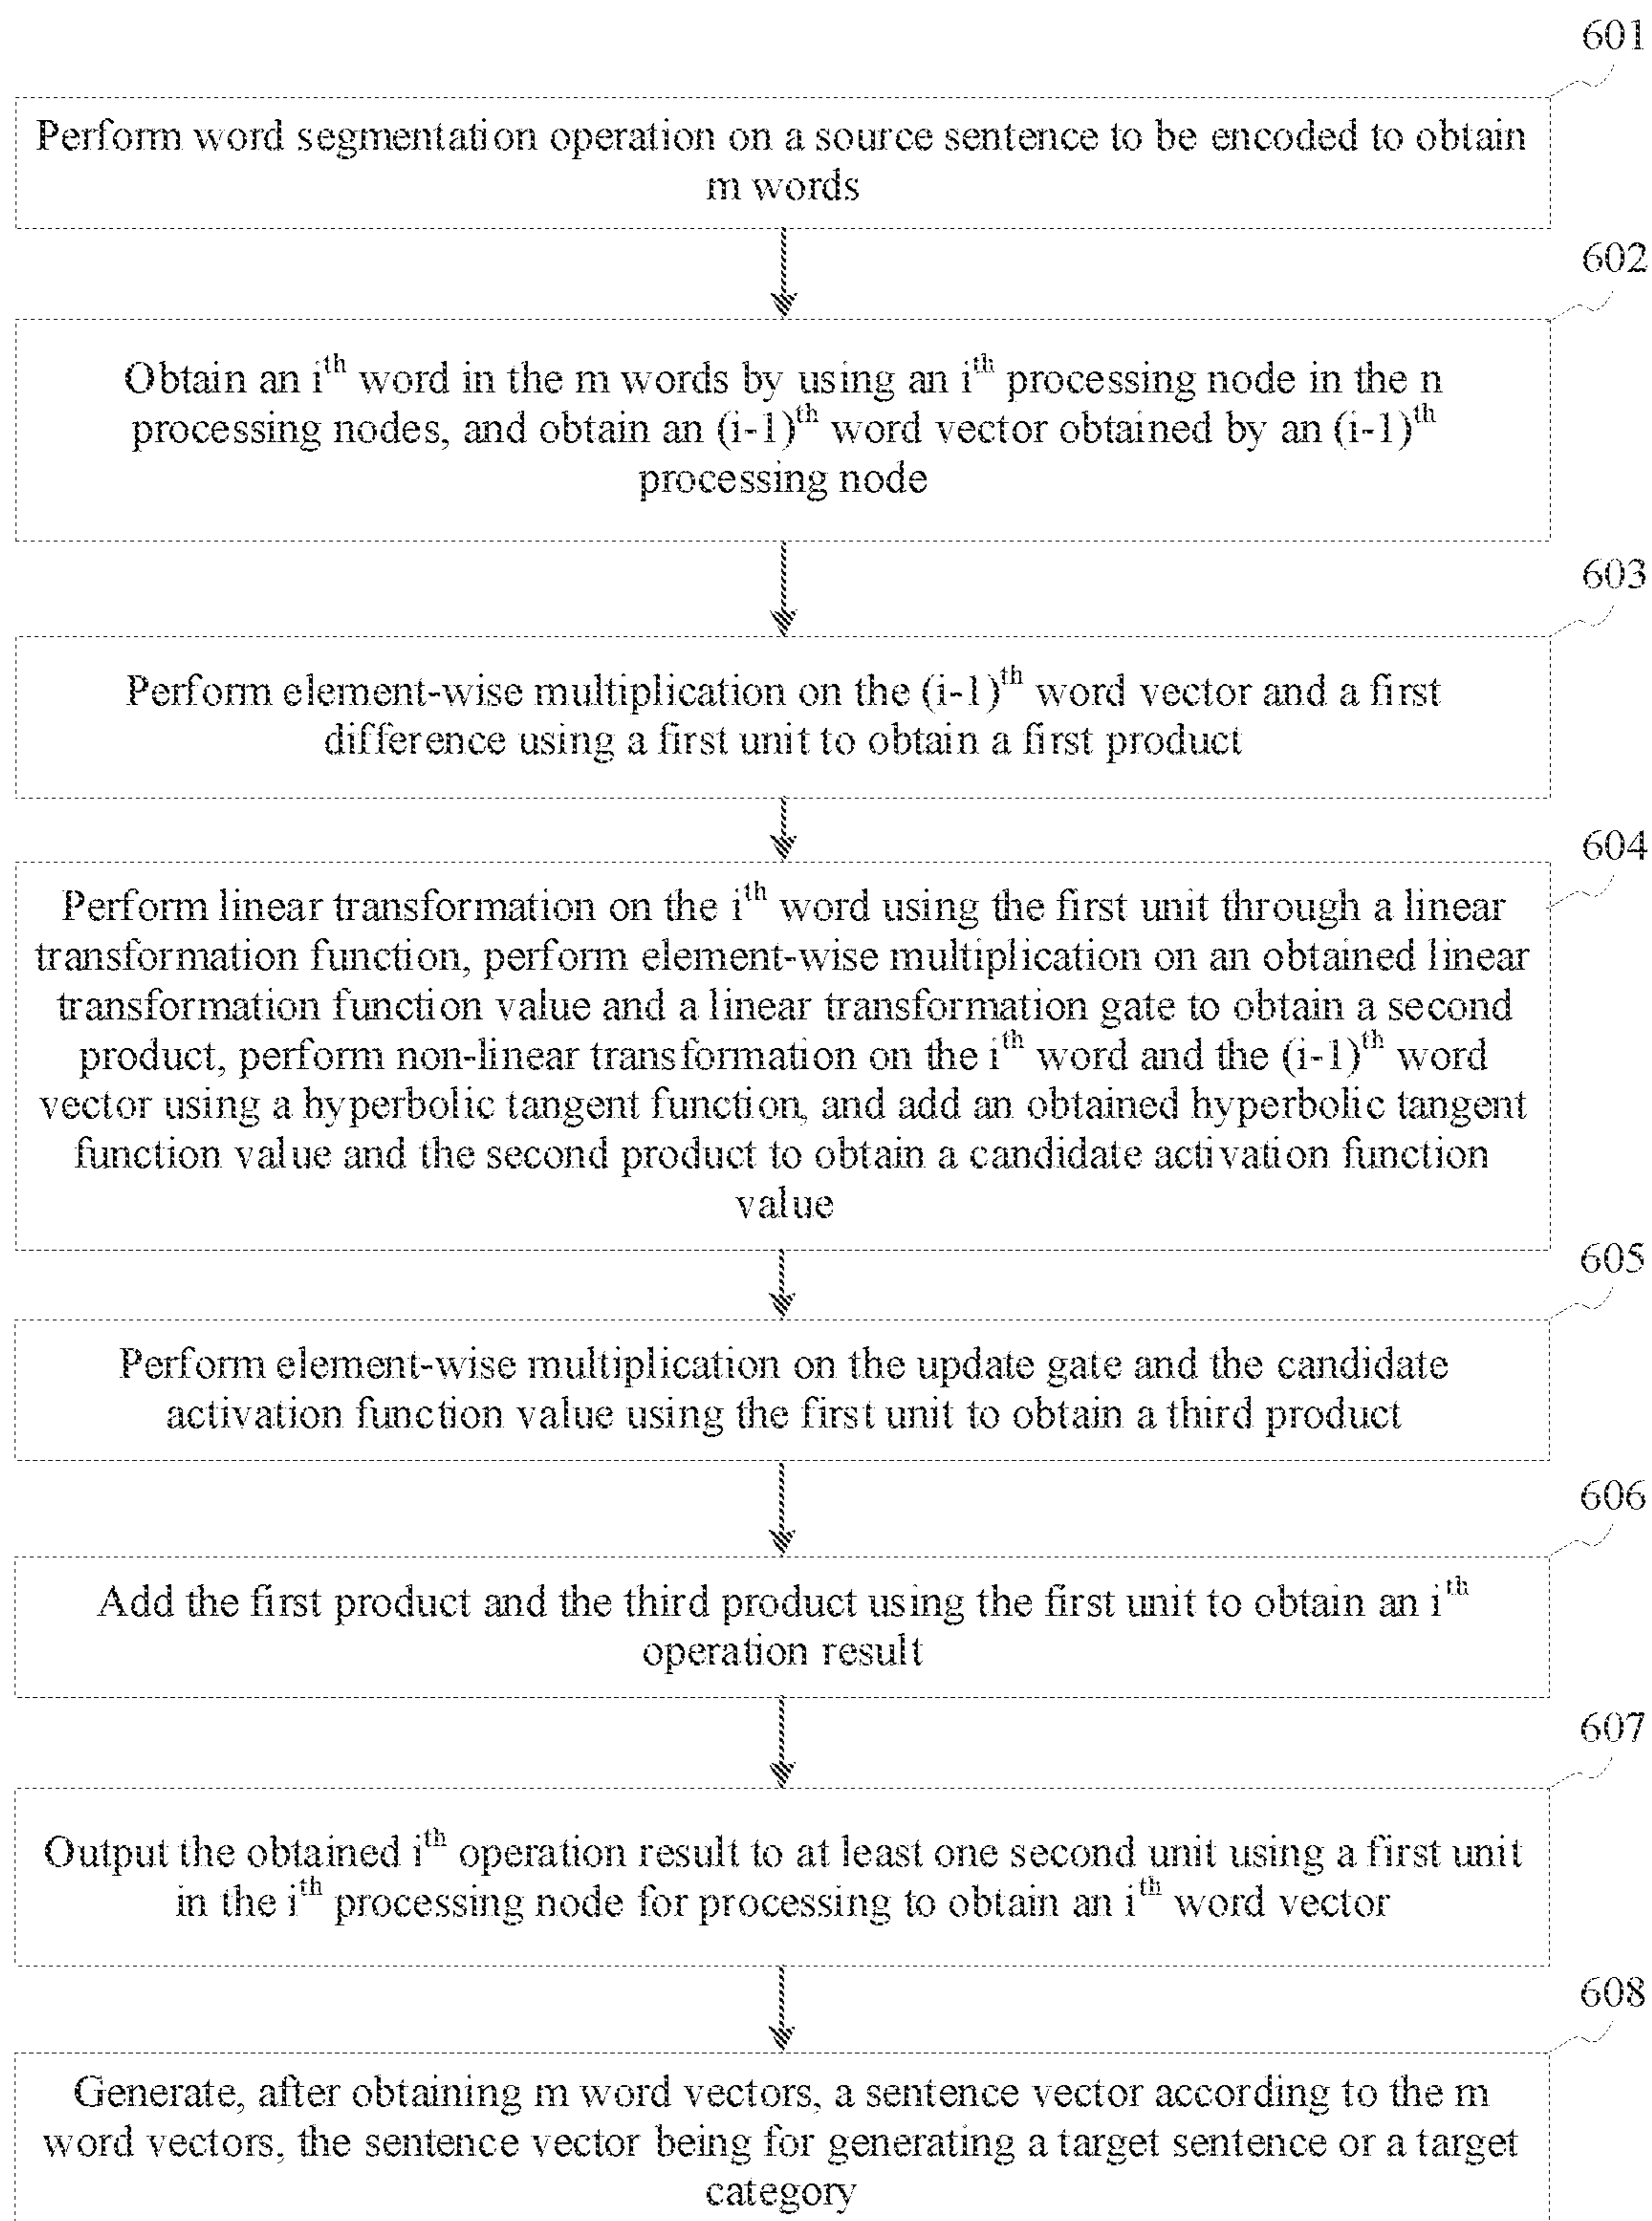 601
Perform word segmentation operation on a source sentence to be encoded to obtain
m words
602
Obtain an iᵗʰ word in the m words by using an iᵗʰ processing node in the n
processing nodes, and obtain an (i-1)ᵗʰ word vector obtained by an (i-1)ᵗʰ
processing node
603
Perform element-wise multiplication on the (i-1)ᵗʰ word vector and a first
difference using a first unit to obtain a first product
604
Perform linear transformation on the iᵗʰ word using the first unit through a linear
transformation function, perform element-wise multiplication on an obtained linear
transformation function value and a linear transformation gate to obtain a second
product, perform non-linear transformation on the iᵗʰ word and the (i-1)ᵗʰ word
vector using a hyperbolic tangent function, and add an obtained hyperbolic tangent
function value and the second product to obtain a candidate activation function
value
605
Perform element-wise multiplication on the update gate and the candidate
activation function value using the first unit to obtain a third product
606
Add the first product and the third product using the first unit to obtain an iᵗʰ
operation result
607
Output the obtained iᵗʰ operation result to at least one second unit using a first unit
in the iᵗʰ processing node for processing to obtain an iᵗʰ word vector
608
Generate, after obtaining m word vectors, a sentence vector according to the m
word vectors, the sentence vector being for generating a target sentence or a target
category